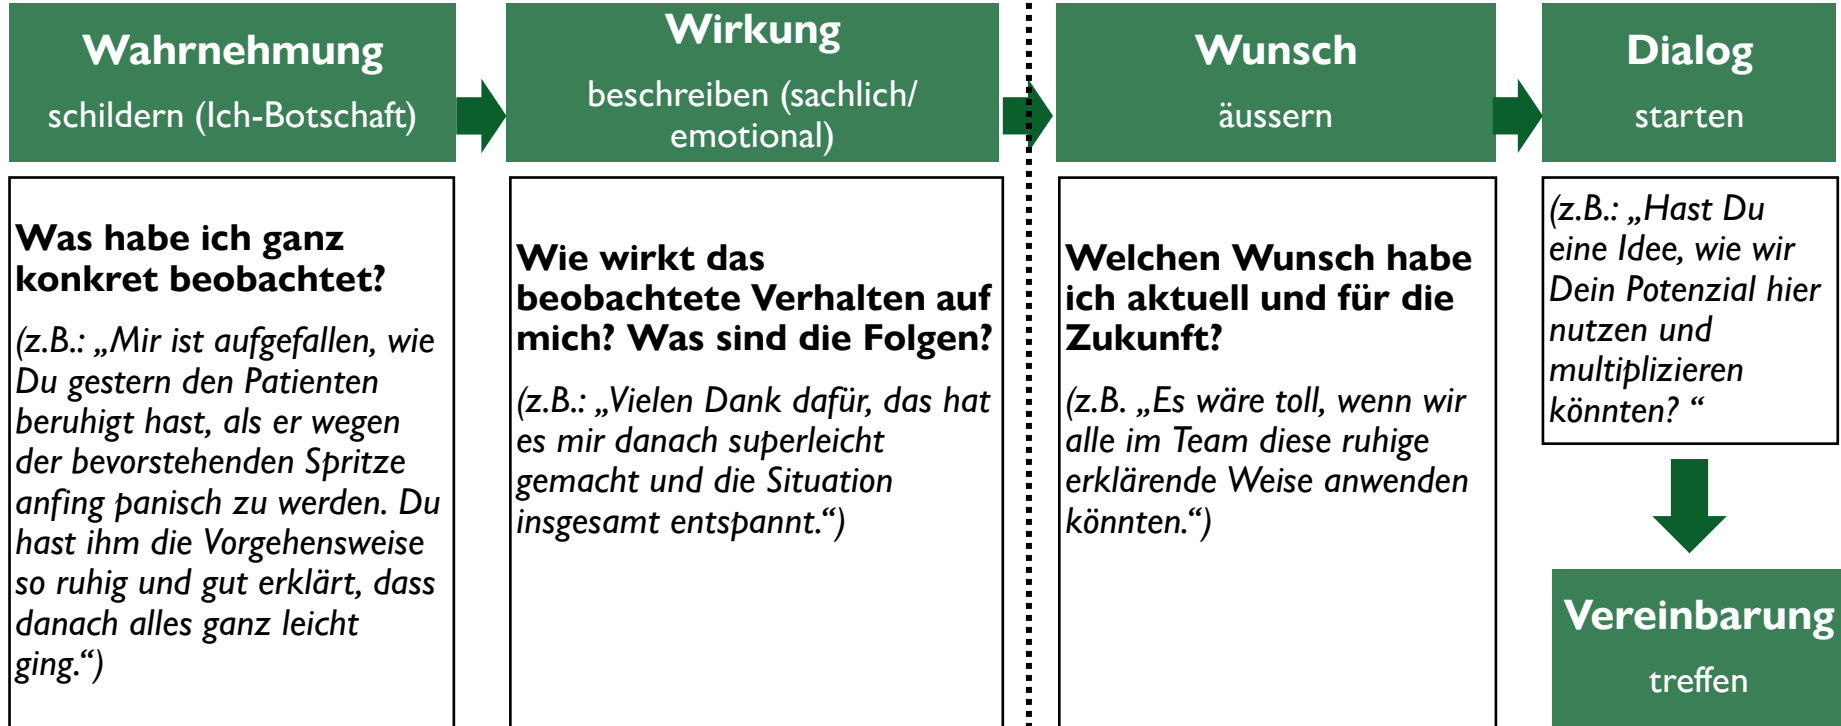 Wahrnehmung
schildern (Ich-Botschaft)
Was habe ich ganz
konkret beobachtet?
(z.B.: „Mir ist aufgefallen, wie
Du gestern den Patienten
beruhigt hast, als er wegen
der bevorstehenden Spritze
anfing panisch zu werden. Du
hast ihm die Vorgehensweise
so ruhig und gut erklärt, dass
danach alles ganz leicht
ging.“)
Wirkung
beschreiben (sachlich/
emotional)
Wie wirkt das
beobachtete Verhalten auf
mich? Was sind die Folgen?
(z.B.: „Vielen Dank dafür, das hat
es mir danach superleicht
gemacht und die Situation
insgesamt entspannt.“)
Wunsch
äussern
Welchen Wunsch habe
ich aktuell und für die
Zukunft?
(z.B. „Es wäre toll, wenn wir
alle im Team diese ruhige
erklärende Weise anwenden
könnten.“)
Dialog
starten
(z.B.: „Hast Du
eine Idee, wie wir
Dein Potenzial hier
nutzen und
multiplizieren
könnten? “
Vereinbarung
treffen